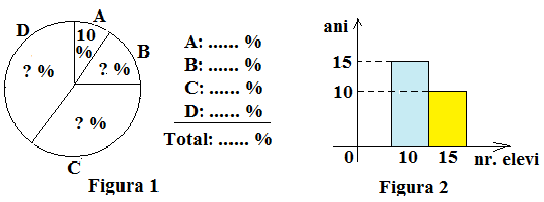 D
A
10
%
B
? %
? %
? %
C
Figura 1
A: ...... %
B: ...... %
C: ...... %
D: ...... %
Total: ...... %
ani
15
10
0
10
15
nr. elevi
Figura 2